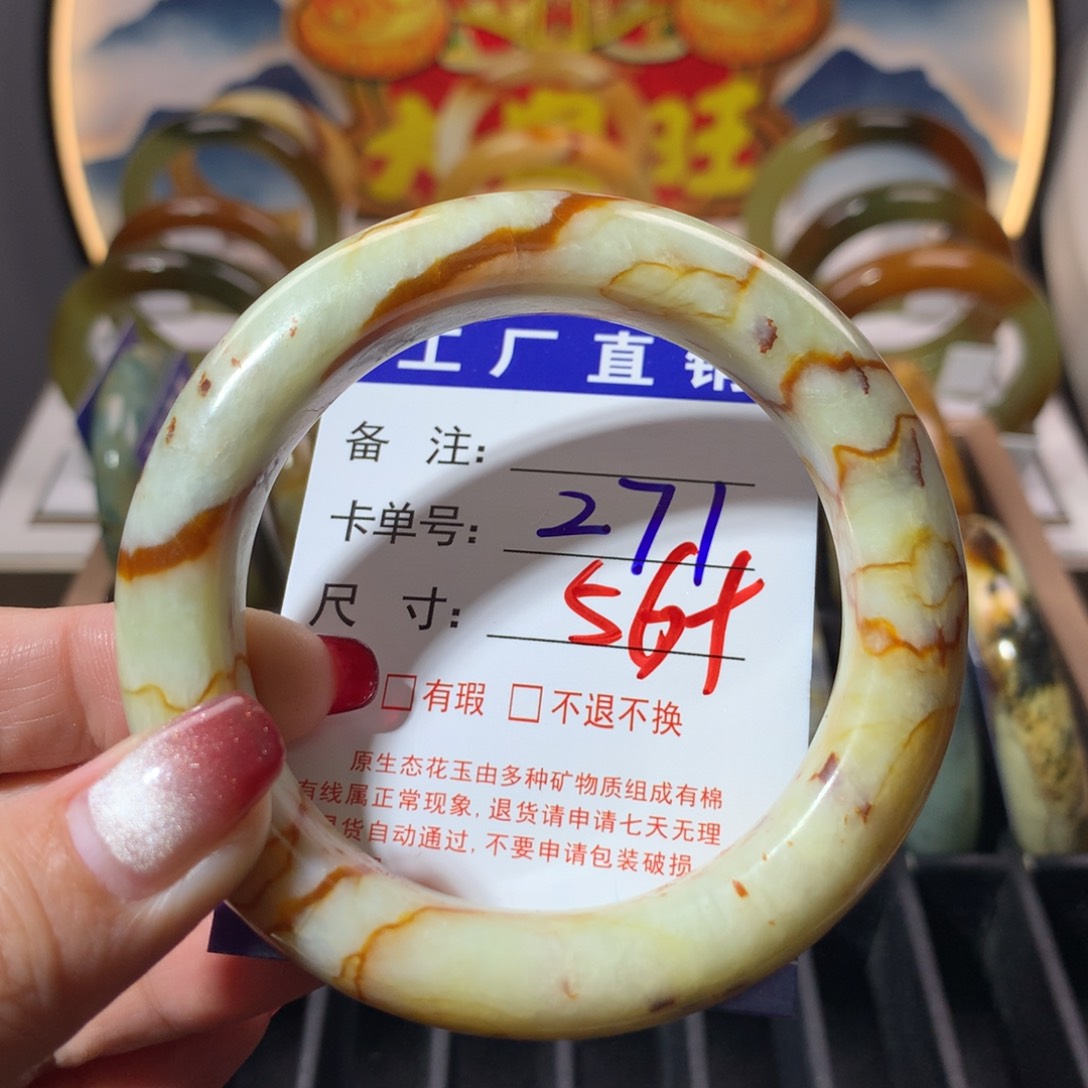 大 旺
工厂直销
备 注:
卡单号: 271
尺 寸: 56+
□有瑕 □不退不换
原生态花玉由多种矿物质组成有棉
有线属正常现象,退货请申请七天无理
退货自动通过,不要申请包装破损